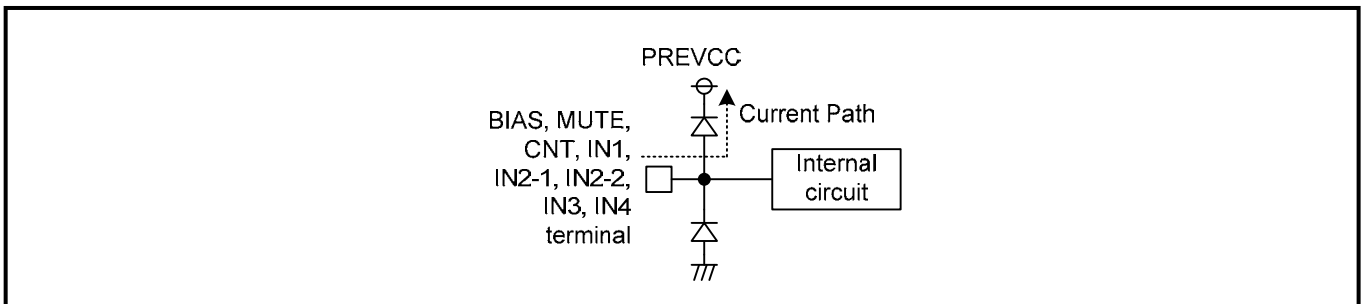 PREVCC
BIAS, MUTE,
CNT, IN1,
IN2-1, IN2-2,
IN3, IN4
terminal
Current Path
Internal
circuit